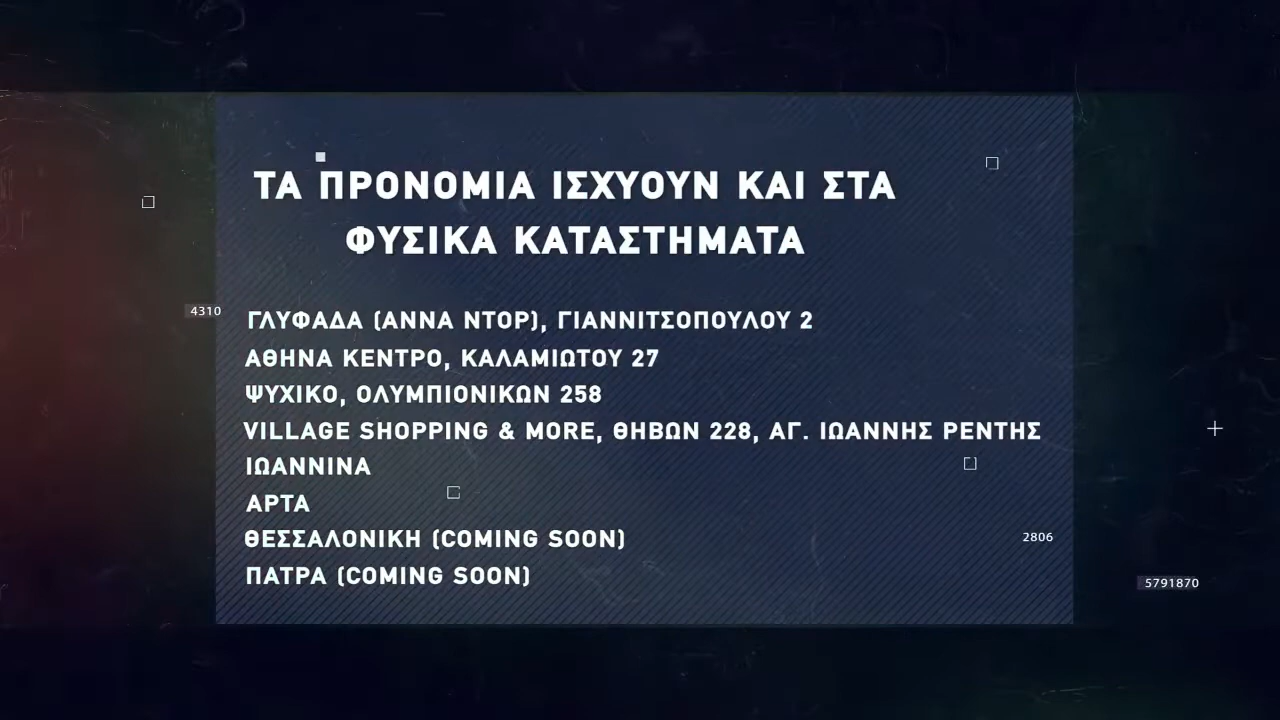 ΤΑ ΠΡΟΝΟΜΙΑ ΙΣΧΥΟΥΝ ΚΑΙ ΣΤΑ
ΦΥΣΙΚΑ ΚΑΤΑΣΤΗΜΑΤΑ
4310
ΓΛΥΦΑΔΑ (ΑΝΝΑ ΝΤΟΡ), ΓΙΑΝΝΙΤΣΟΠΟΥΛΟΥ 2
ΑΘΗΝΑ ΚΕΝΤΡΟ, ΚΑΛΑΜΙΩΤΟΥ 27
ΨΥΧΙΚΟ, ΟΛΥΜΠΙΟΝΙΚΩΝ 258
VILLAGE SHOPPING & MORE, ΘΗΒΩΝ 228, ΑΓ. ΙΩΑΝΝΗΣ ΡΕΝΤΗΣ
ΙΩΑΝΝΙΝΑ
ΑΡΤΑ
ΘΕΣΣΑΛΟΝΙΚΗ (COMING SOON)
2806
ΠΑΤΡΑ (COMING SOON)
5791870